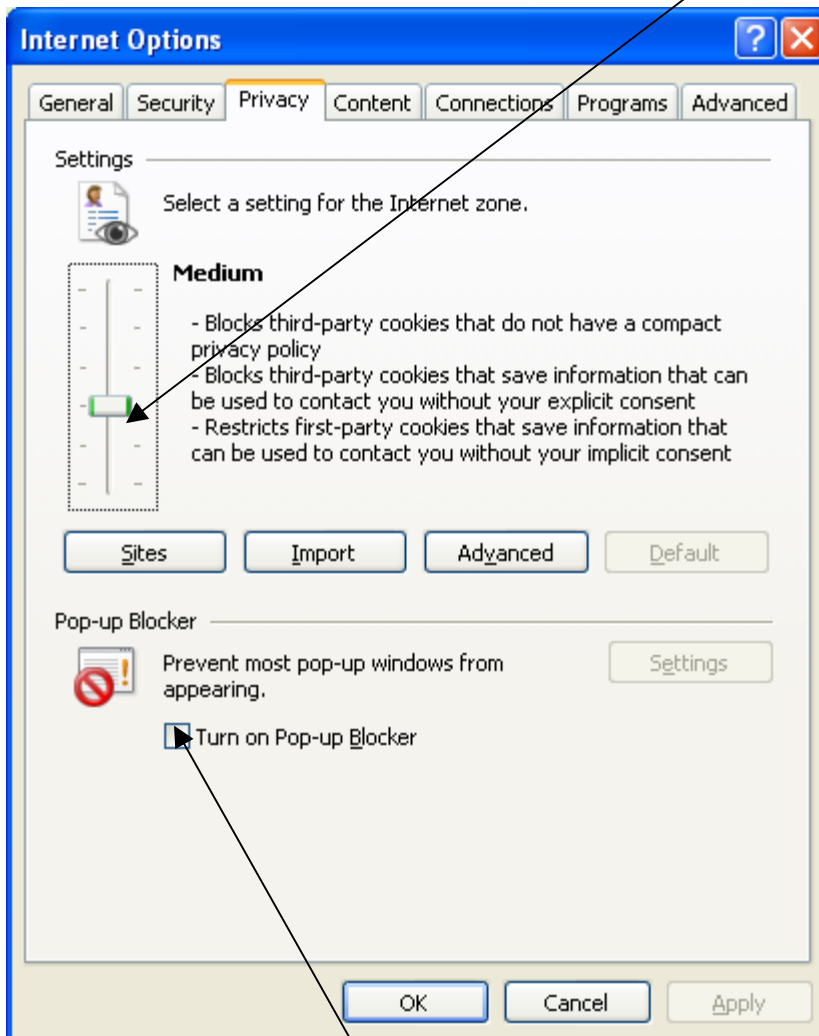 Internet Options
General Security Privacy Content Connections Programs Advanced
Settings
Select a setting for the Internet zone.
Medium
- Blocks third-party cookies that do not have a compact
privacy policy
- Blocks third-party cookies that save information that can
be used to contact you without your explicit consent
- Restricts first-party cookies that save information that
can be used to contact you without your implicit consent
Sites Import Advanced Default
Pop-up Blocker
Prevent most pop-up windows from
appearing.
Settings
Turn on Pop-up Blocker
OK Cancel Apply